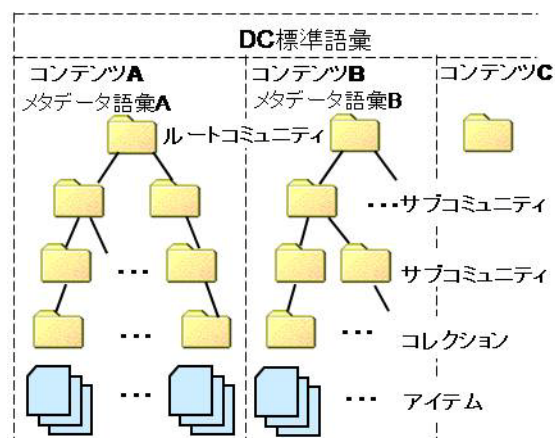 DC標準語彙
コンテンツA
メタデータ語彙A
コンテンツB
メタデータ語彙B
コンテンツC
ルートコミュニティ
…サブコミュニティ
… サブコミュニティ
… … コレクション
… … アイテム